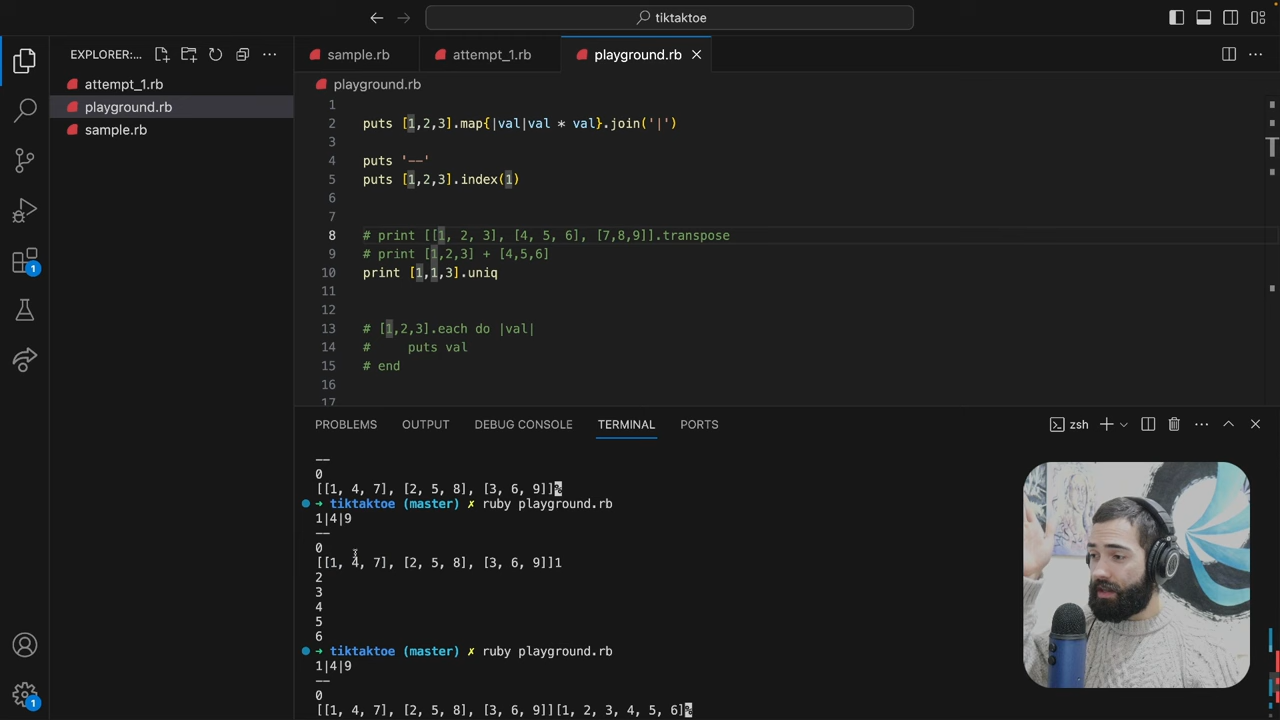 tiktaktoe
EXPLORER:...
attempt_1.rb
playground.rb
sample.rb
sample.rb
attempt_1.rb
playground.rb
playground.rb
1
2 puts [1,2,3].map{|val|val * val}.join('|')
3
4 puts '--'
5 puts [1,2,3].index(1)
6
7
8 # print [[1, 2, 3], [4, 5, 6], [7,8,9]].transpose
9 # print [1,2,3] + [4,5,6]
10 print [1,1,3].uniq
11
12
13 # [1,2,3].each do |val|
14 #     puts val
15 # end
16
17
PROBLEMS OUTPUT DEBUG CONSOLE TERMINAL PORTS
zsh
--
0
[[1, 4, 7], [2, 5, 8], [3, 6, 9]]%
➜ tiktaktoe (master) ✗ ruby playground.rb
1|4|9
--
0
[[1, 4, 7], [2, 5, 8], [3, 6, 9]]1
2
3
4
5
6
➜ tiktaktoe (master) ✗ ruby playground.rb
1|4|9
--
0
[[1, 4, 7], [2, 5, 8], [3, 6, 9]][1, 2, 3, 4, 5, 6]%
1
1